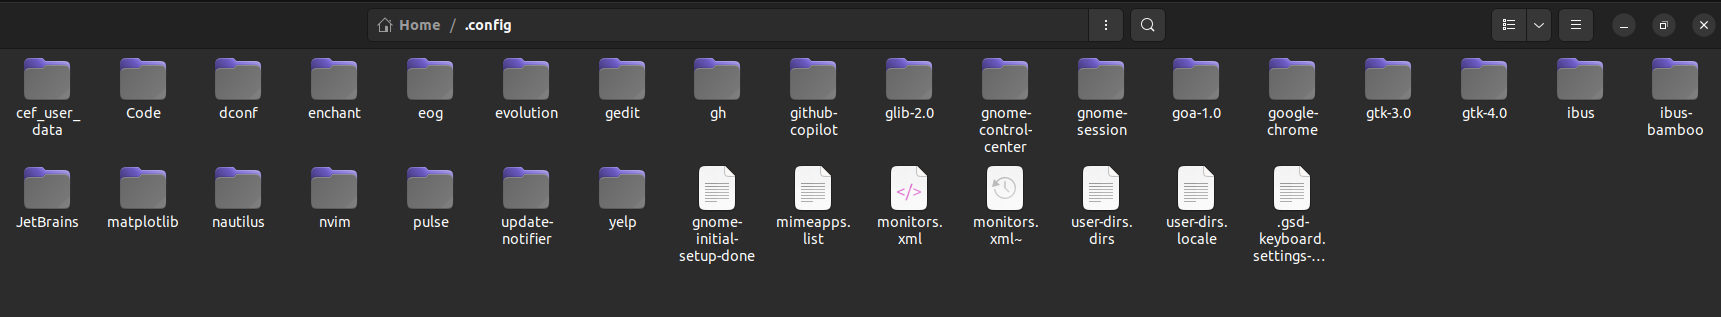 Home / .config
cef_user_
data
Code
dconf
enchant
eog
evolution
gedit
gh
github-
copilot
glib-2.0
gnome-
control-
center
gnome-
session
goa-1.0
google-
chrome
gtk-3.0
gtk-4.0
ibus
ibus-
bamboo
JetBrains
matplotlib
nautilus
nvim
pulse
update-
notifier
yelp
gnome-
initial-
setup-done
mimeapps.
list
monitors.
xml
monitors.
xml~
user-dirs.
dirs
user-dirs.
locale
.gsd-
keyboard.
settings-...